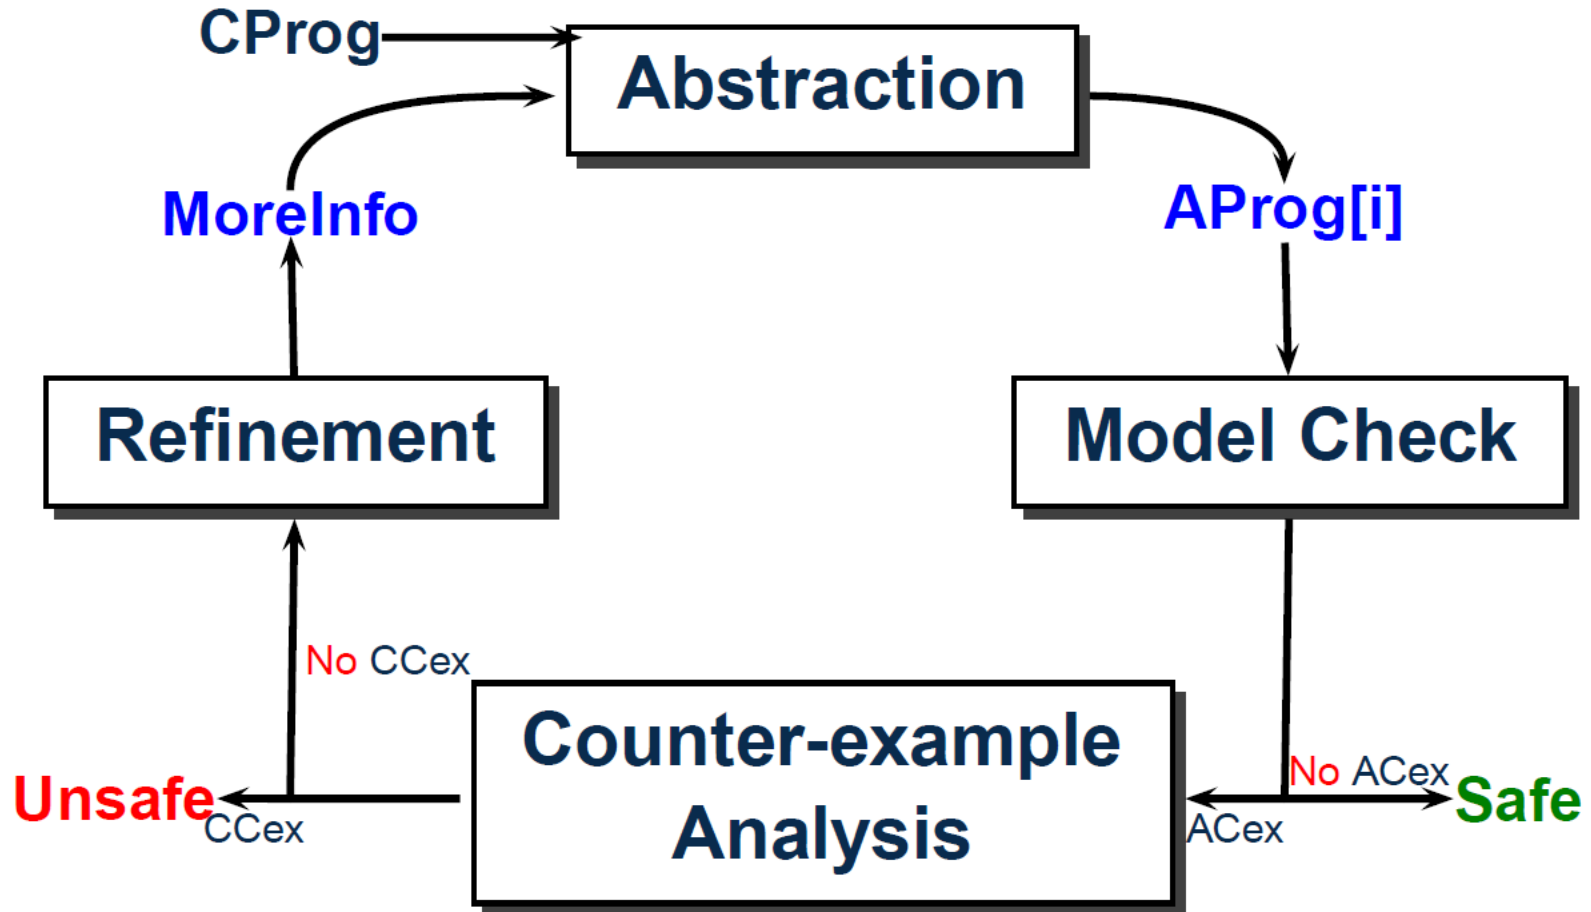 CProg
Abstraction
MoreInfo
AProg[i]
Refinement
Model Check
No CCex
Counter-example
Analysis
No ACex
Unsafe
Safe
CCex
ACex